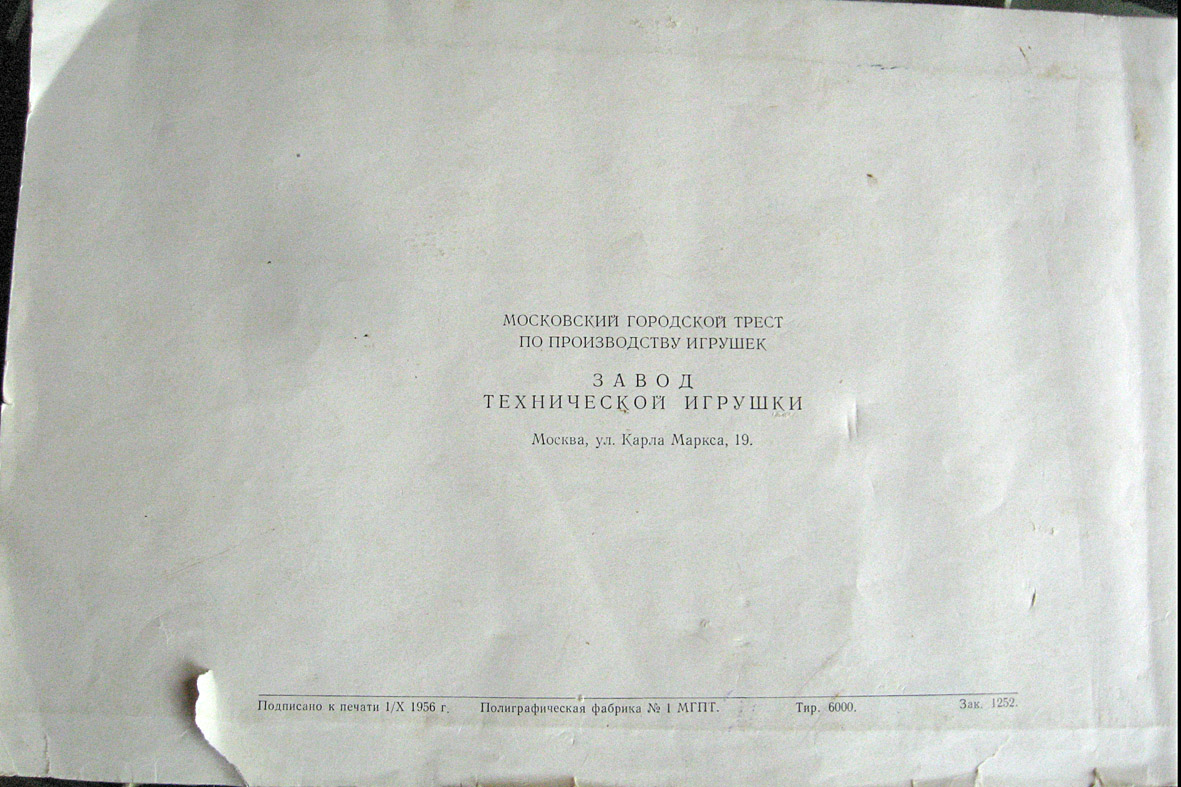 МОСКОВСКИЙ ГОРОДСКОЙ ТРЕСТ
ПО ПРОИЗВОДСТВУ ИГРУШЕК
ЗАВОД
ТЕХНИЧЕСКОЙ ИГРУШКИ
Москва, ул. Карла Маркса, 19.
Подписано к печати 1/X 1956 г. Полиграфическая фабрика № 1 МГПТ. Тир. 6000. Зак. 1252.